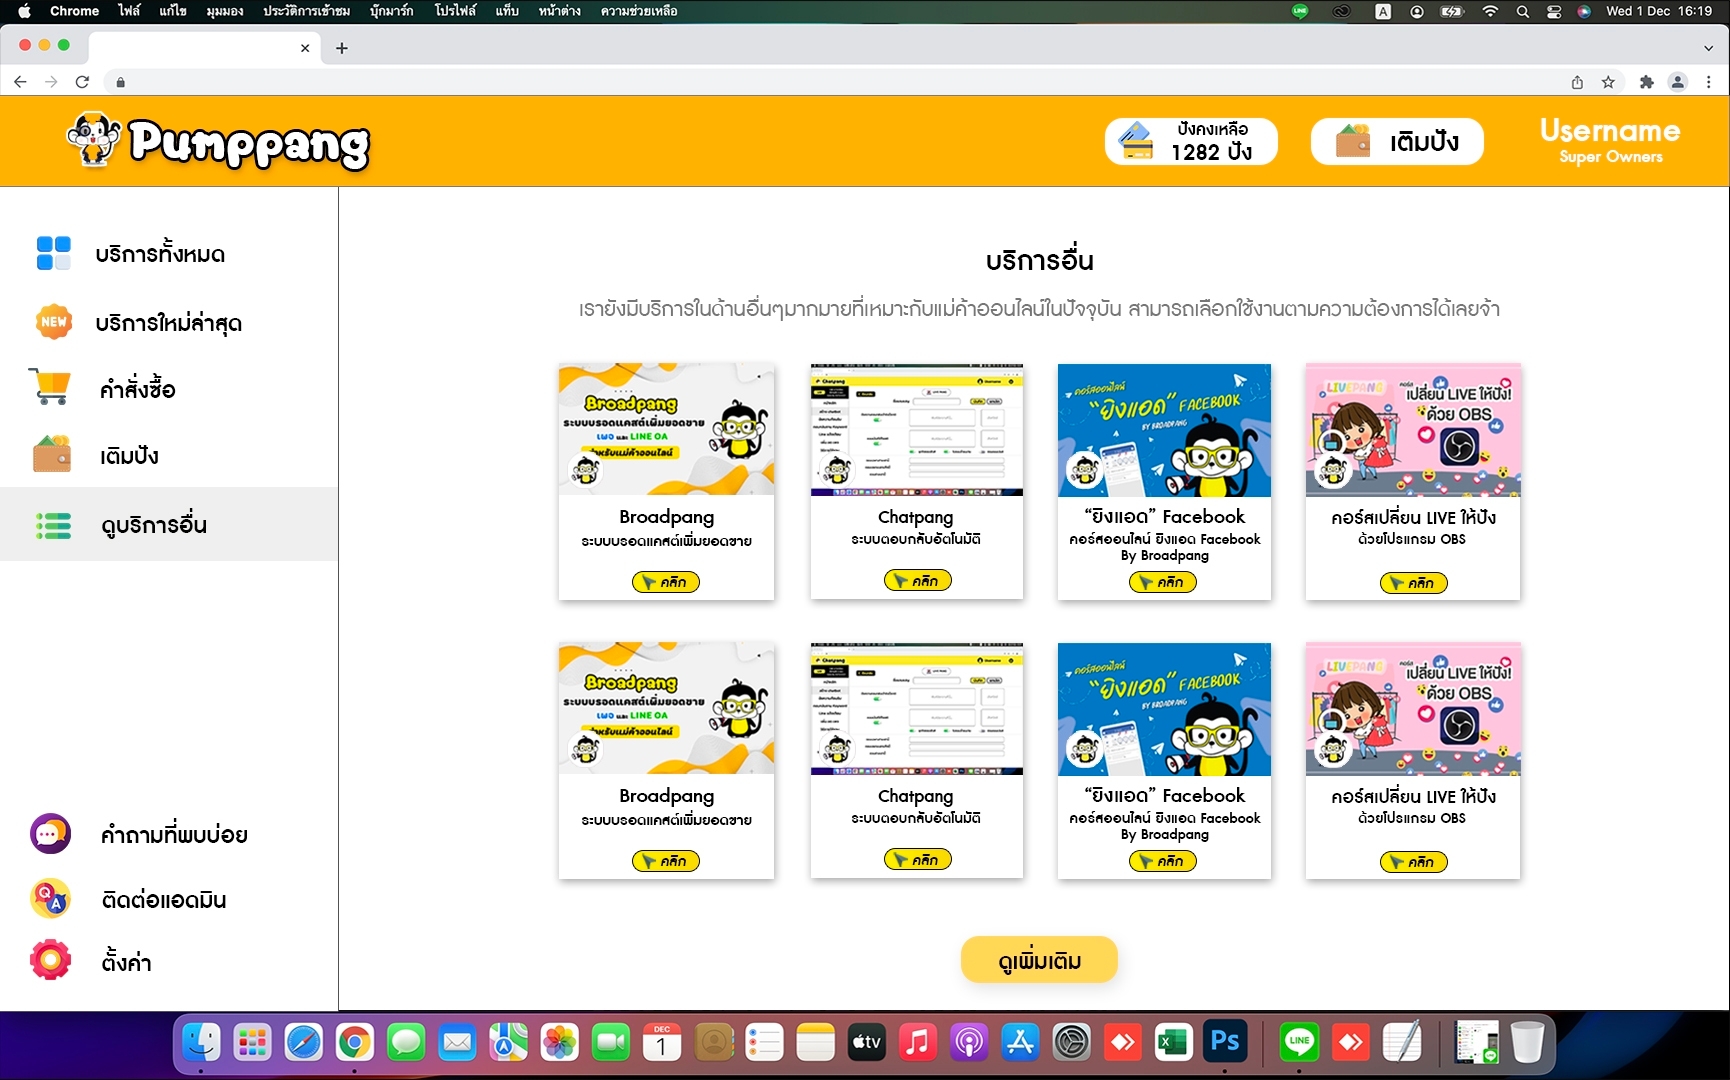 Chrome ไฟล์ แก้ไข มุมมอง ประวัติการเข้าชม บุ๊กมาร์ก โปรไฟล์ แท็บ หน้าต่าง ความช่วยเหลือ
A Wed 1 Dec 16:19
Pumppang
ปังคงเหลือ
1282 ปัง
เติมปัง
Username
Super Owners
บริการทั้งหมด
NEW
บริการใหม่ล่าสุด
คำสั่งซื้อ
เติมปัง
ดูบริการอื่น
คำถามที่พบบ่อย
Q A
ติดต่อแอดมิน
ตั้งค่า
บริการอื่น
เรายังมีบริการในด้านอื่นๆมากมายที่เหมาะกับแม่ค้าออนไลน์ในปัจจุบัน สามารถเลือกใช้งานตามความต้องการได้เลยจ้า
Broadpang
ระบบบรอดแคสต์เพิ่มยอดขาย
เพจ และ LINE OA
สำหรับแม่ค้าออนไลน์
Broadpang
ระบบบรอดแคสต์เพิ่มยอดขาย
คลิก
Chatpang
Chatpang
ระบบตอบกลับอัตโนมัติ
คลิก
คอร์สออนไลน์
“ยิงแอด” FACEBOOK
BY BROADPANG
“ยิงแอด” Facebook
คอร์สออนไลน์ ยิงแอด Facebook
By Broadpang
คลิก
LIVEPANG
คอร์ส
เปลี่ยน LIVE ให้ปัง!
ด้วย OBS
คอร์สเปลี่ยน LIVE ให้ปัง
ด้วยโปรแกรม OBS
คลิก
Broadpang
ระบบบรอดแคสต์เพิ่มยอดขาย
เพจ และ LINE OA
สำหรับแม่ค้าออนไลน์
Broadpang
ระบบบรอดแคสต์เพิ่มยอดขาย
คลิก
Chatpang
Chatpang
ระบบตอบกลับอัตโนมัติ
คลิก
คอร์สออนไลน์
“ยิงแอด” FACEBOOK
BY BROADPANG
“ยิงแอด” Facebook
คอร์สออนไลน์ ยิงแอด Facebook
By Broadpang
คลิก
LIVEPANG
คอร์ส
เปลี่ยน LIVE ให้ปัง!
ด้วย OBS
คอร์สเปลี่ยน LIVE ให้ปัง
ด้วยโปรแกรม OBS
คลิก
ดูเพิ่มเติม
DEC
1
tv
X
Ps
LINE